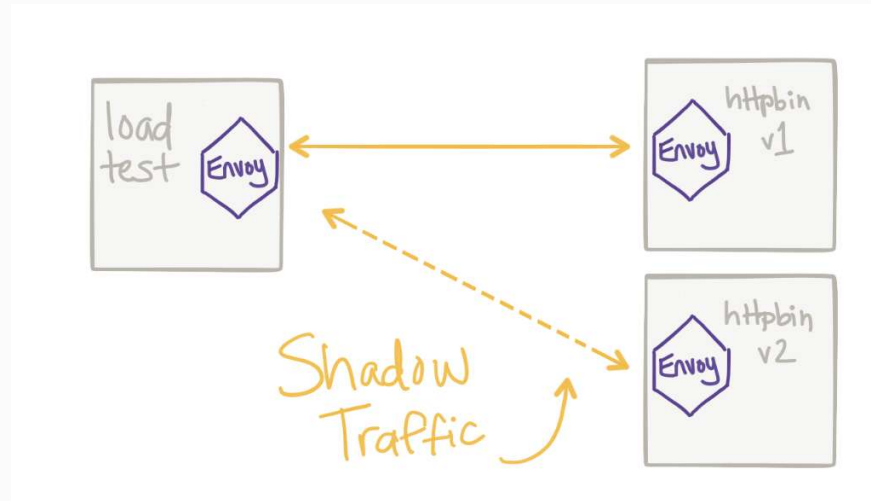 load
test
Envoy
httpbin
v1
Envoy
httpbin
v2
Envoy
Shadow
Traffic